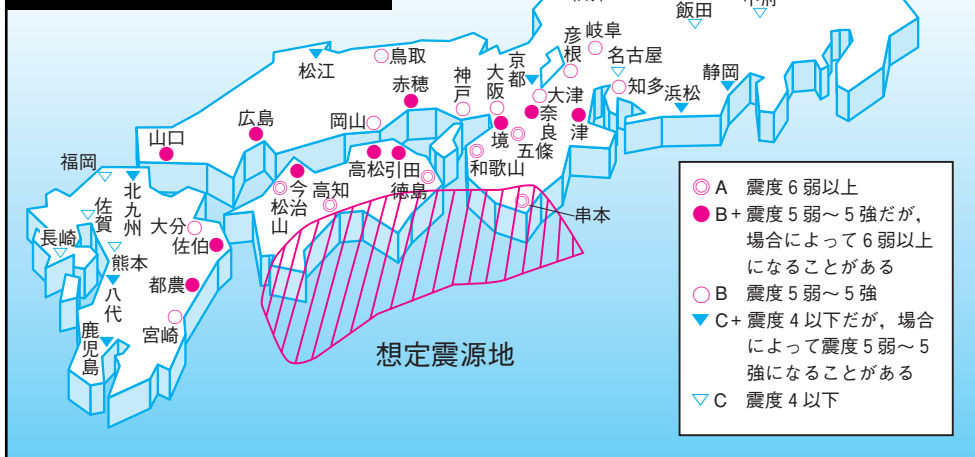 飯田
鳥取
松江
赤穂
神戸
大阪
京都
彦根
岐阜
名古屋
知多
静岡
浜松
大津
奈良
津
堺
五條
和歌山
岡山
広島
山口
高松
引田
徳島
今治
松山
高知
串本
福岡
北九州
佐賀
長崎
大分
佐伯
熊本
八代
都農
宮崎
鹿児島
想定震源地
◎ A 震度6弱以上
● B+ 震度5弱〜5強だが,
場合によって6弱以上
になることがある
○ B 震度5弱〜5強
▼ C+ 震度4以下だが,場合
によって震度5弱〜5
強になることがある
▽ C 震度4以下